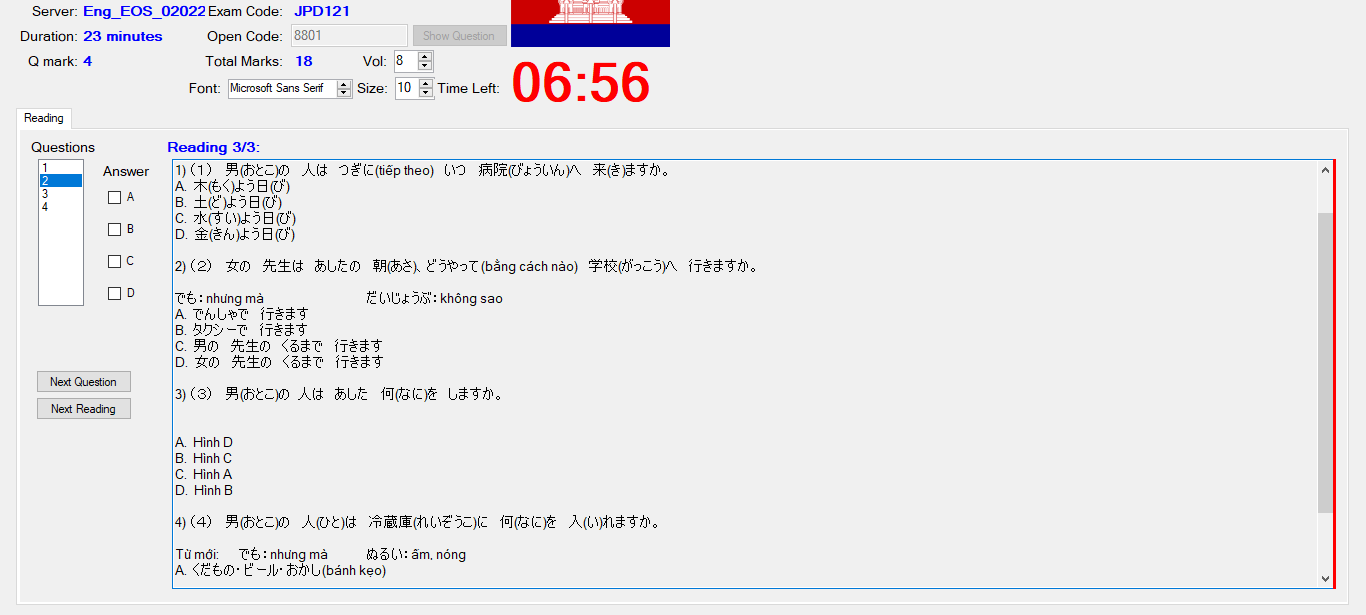 Server: Eng_EOS_02022 Exam Code: JPD121
Duration: 23 minutes Open Code: 8801 Show Question
Q mark: 4 Total Marks: 18 Vol: 8
Font: Microsoft Sans Serif Size: 10 Time Left: 06:56
Reading
Questions
1
2
3
4
Answer
A
B
C
D
Next Question
Next Reading
Reading 3/3:
1) (１)　男(おとこ)の　人は　つぎに(tiếp theo)　いつ　病院(びょういん)へ　来(き)ますか。
A. 木(もく)よう日(び)
B. 土(ど)よう日(び)
C. 水(すい)よう日(び)
D. 金(きん)よう日(び)
2) (２)　女の　先生は　あしたの　朝(あさ)、どうやって(bằng cách nào)　学校(がっこう)へ　行きますか。
でも：nhưng mà　だいじょうぶ：không sao
A. でんしゃで　行きます
B. タクシーで　行きます
C. 男の　先生の　くるまで　行きます
D. 女の　先生の　くるまで　行きます
3) (３)　男(おとこ)の　人は　あした　何(なに)を　しますか。
A. Hình D
B. Hình C
C. Hình A
D. Hình B
4) (４)　男(おとこ)の　人(ひと)は　冷蔵庫(れいぞうこ)に　何(なに)を　入(い)れますか。
Từ mới:　でも：nhưng mà　ぬるい：ấm, nóng
A. くだもの・ビール・おかし(bánh kẹo)